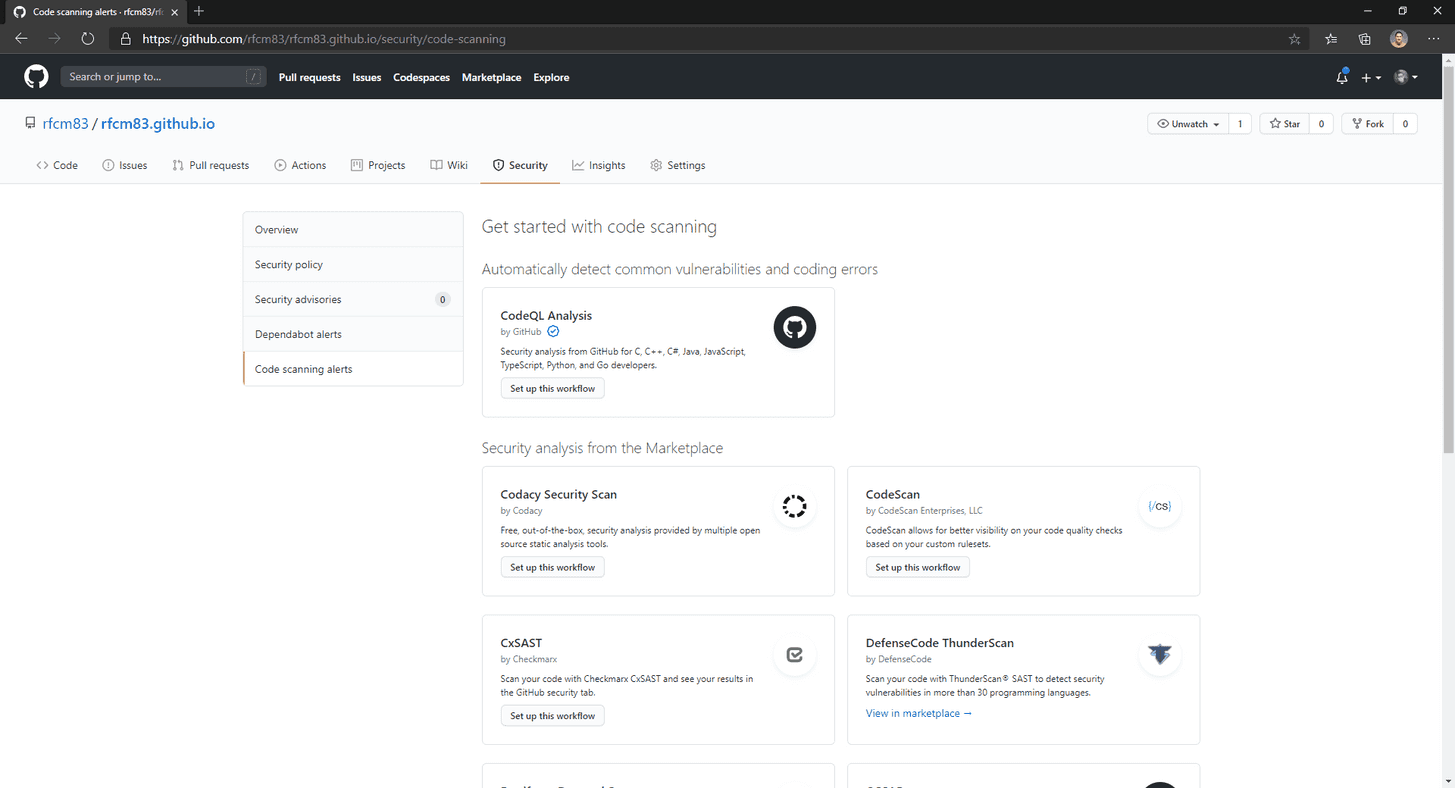 Code scanning alerts · rfcm83/rf
https://github.com/rfcm83/rfcm83.github.io/security/code-scanning
Search or jump to...
/
Pull requests
Issues
Codespaces
Marketplace
Explore
rfcm83 / rfcm83.github.io
Unwatch
1
Star
0
Fork
0
Code
Issues
Pull requests
Actions
Projects
Wiki
Security
Insights
Settings
Overview
Security policy
Security advisories
0
Dependabot alerts
Code scanning alerts
Get started with code scanning
Automatically detect common vulnerabilities and coding errors
CodeQL Analysis
by GitHub
Security analysis from GitHub for C, C++, C#, Java, JavaScript,
TypeScript, Python, and Go developers.
Set up this workflow
Security analysis from the Marketplace
Codacy Security Scan
by Codacy
Free, out-of-the-box, security analysis provided by multiple open
source static analysis tools.
Set up this workflow
CodeScan
by CodeScan Enterprises, LLC
{/cs}
CodeScan allows for better visibility on your code quality checks
based on your custom rulesets.
Set up this workflow
CxSAST
by Checkmarx
Scan your code with Checkmarx CxSAST and see your results in
the GitHub security tab.
Set up this workflow
DefenseCode ThunderScan
by DefenseCode
Scan your code with ThunderScan® SAST to detect security
vulnerabilities in more than 30 programming languages.
View in marketplace →